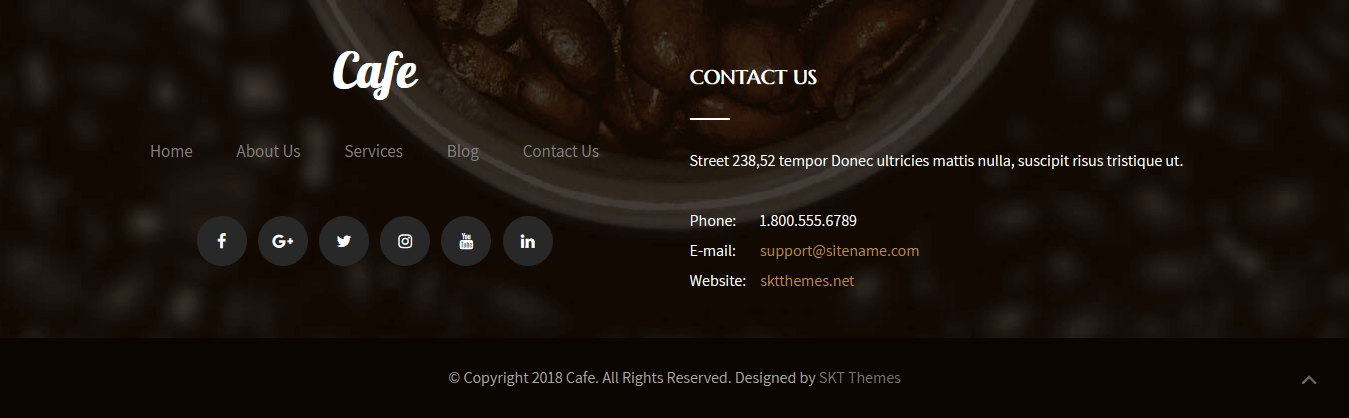 Cafe
Home About Us Services Blog Contact Us
You Tube
CONTACT US
Street 238,52 tempor Donec ultricies mattis nulla, suscipit risus tristique ut.
Phone: 1.800.555.6789
E-mail: support@sitename.com
Website: sktthemes.net
© Copyright 2018 Cafe. All Rights Reserved. Designed by SKT Themes